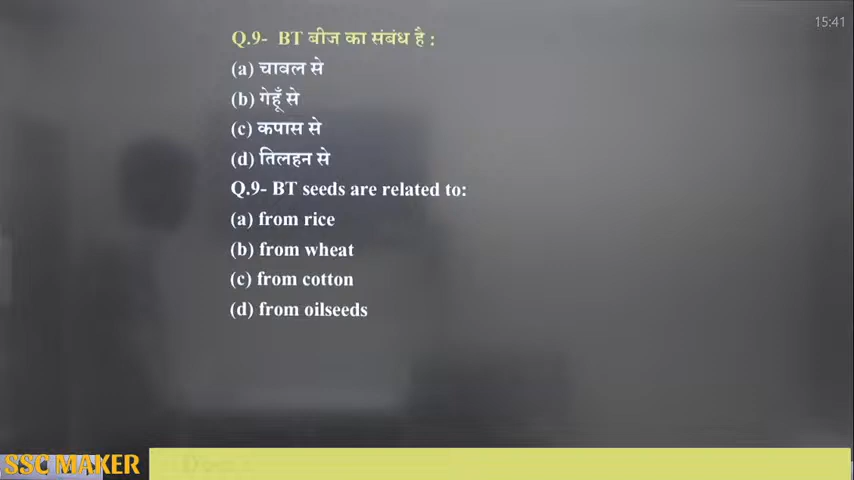 15:41
Q.9- BT बीज का संबंध है :
(a) चावल से
(b) गेहूँ से
(c) कपास से
(d) तिलहन से
Q.9- BT seeds are related to:
(a) from rice
(b) from wheat
(c) from cotton
(d) from oilseeds
SSC MAKER